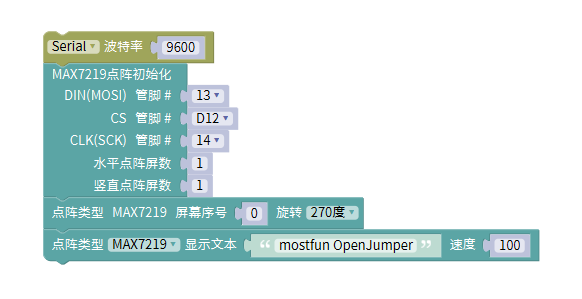 Serial 波特率 9600
MAX7219点阵初始化
DIN(MOSI) 管脚 # 13
CS 管脚 # D12
CLK(SCK) 管脚 # 14
水平点阵屏数 1
竖直点阵屏数 1
点阵类型 MAX7219 屏幕序号 0 旋转 270度
点阵类型 MAX7219 显示文本 “ mostfun OpenJumper ” 速度 100